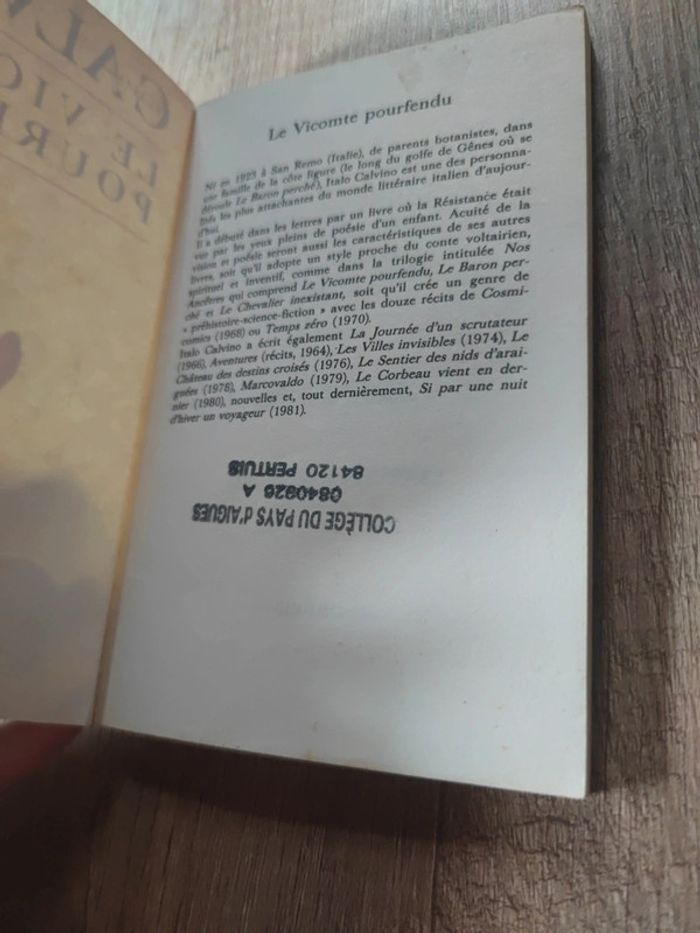 CALV
LE VIC
POURF
Le Vicomte pourfendu
Né en 1923 à San Remo (Italie), de parents botanistes, dans
une famille de la côte figure (le long du golfe de Gênes où se
déroule Le Baron perché), Italo Calvino est une des personna-
lités les plus attachantes du monde littéraire italien d'aujour-
d'hui.
Il a débuté dans les lettres par un livre où la Résistance était
vue par les yeux pleins de poésie d'un enfant. Acuité de la
vision et poésie seront aussi les caractéristiques de ses autres
livres, soit qu'il adopte un style proche du conte voltairien,
spirituel et inventif, comme dans la trilogie intitulée Nos
Ancêtres qui comprend Le Vicomte pourfendu, Le Baron per-
ché et Le Chevalier inexistant, soit qu'il crée un genre de
« préhistoire-science-fiction » avec les douze récits de Cosmi-
comics (1968) ou Temps zéro (1970).
Italo Calvino a écrit également La Journée d'un scrutateur
(1966), Aventures (récits, 1964), Les Villes invisibles (1974), Le
Château des destins croisés (1976), Le Sentier des nids d'arai-
gnées (1978), Marcovaldo (1979), Le Corbeau vient en der-
nier (1980), nouvelles et, tout dernièrement, Si par une nuit
d'hiver un voyageur (1981).
COLLÈGE DU PAYS d'AIGUES
0840926 A
84120 PERTUIS